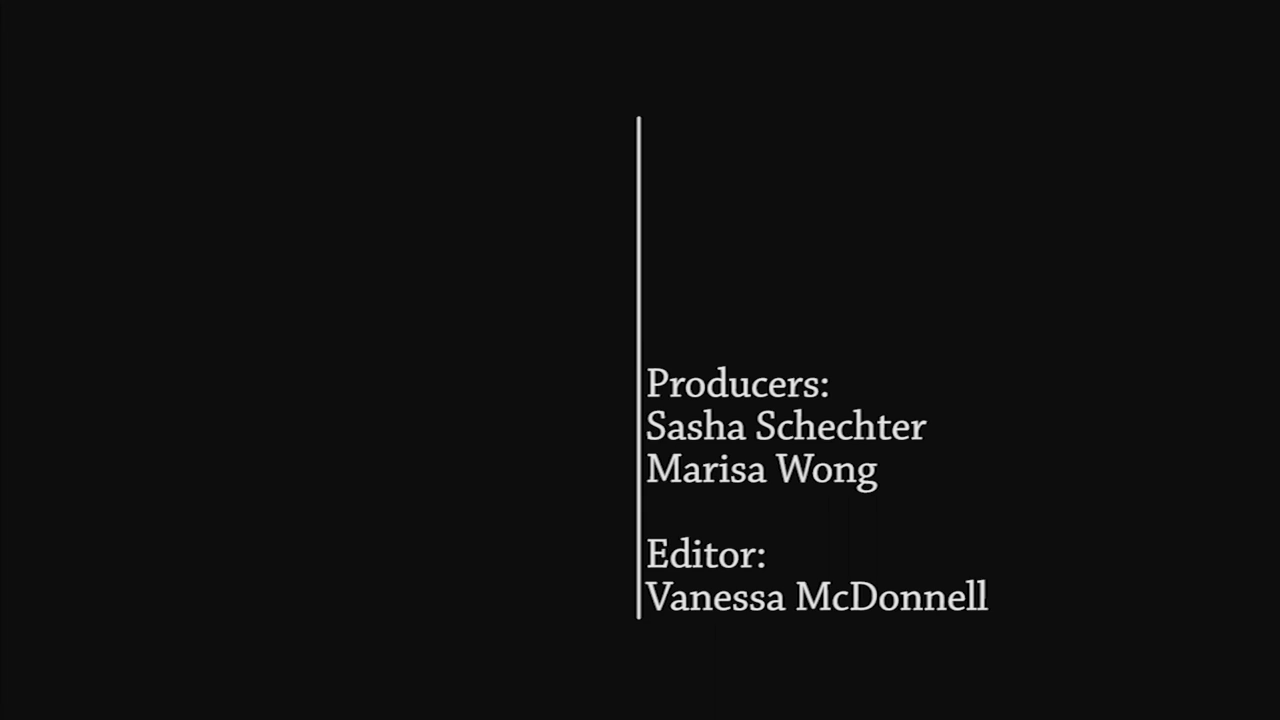 Producers:
Sasha Schechter
Marisa Wong
Editor:
Vanessa McDonnell